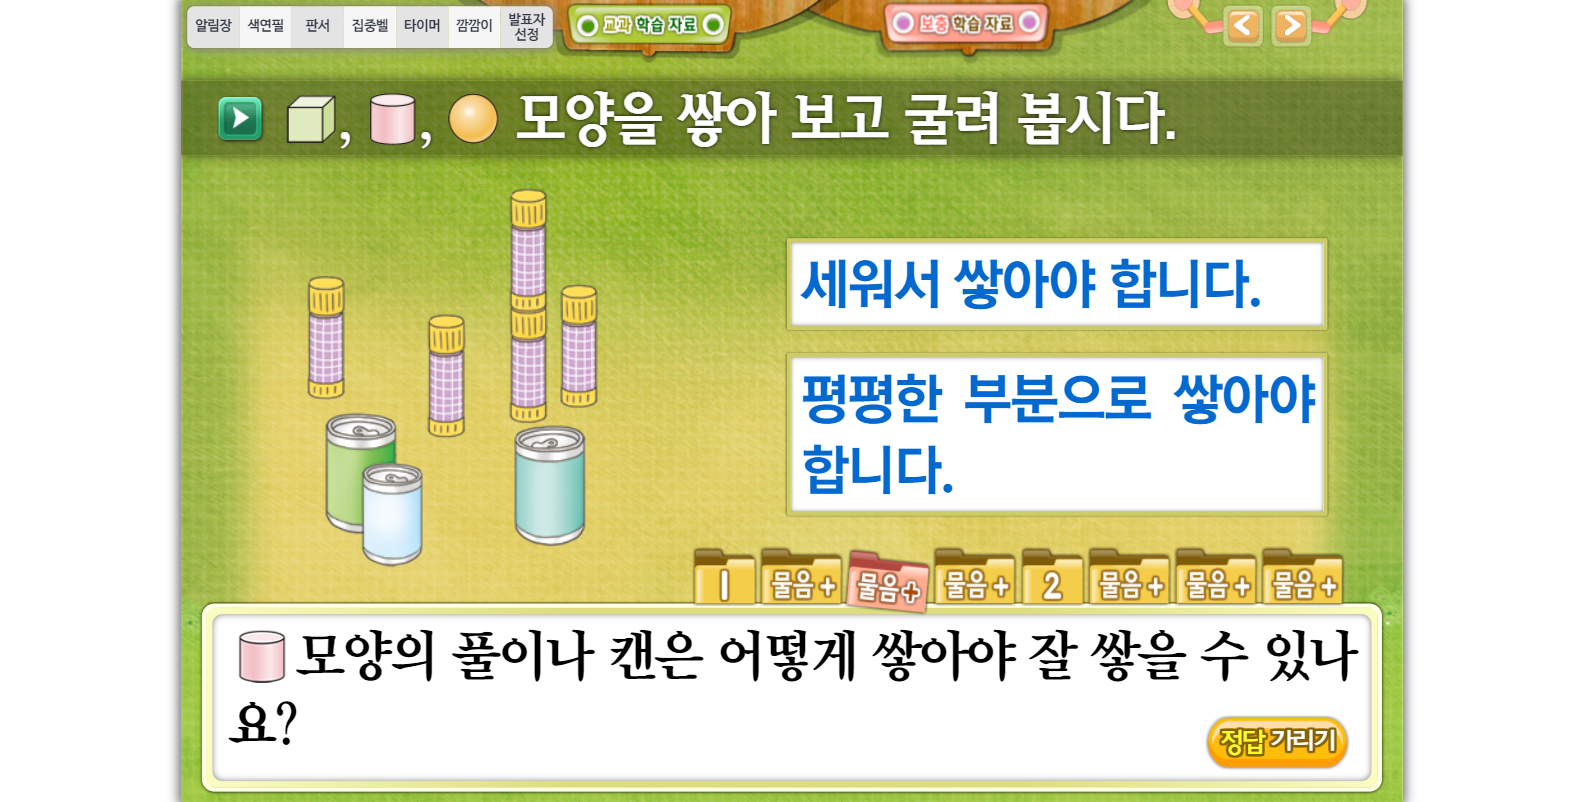 알림장 색연필 판서 집중벨 타이머 깜깜이 발표자 선정
교과 학습 자료
보충 학습 자료
, , 모양을 쌓아 보고 굴려 봅시다.
세워서 쌓아야 합니다.
평평한 부분으로 쌓아야
합니다.
1 물음+ 물음+ 물음+ 2 물음+ 물음+ 물음+
모양의 풀이나 캔은 어떻게 쌓아야 잘 쌓을 수 있나
요?
정답 가리기